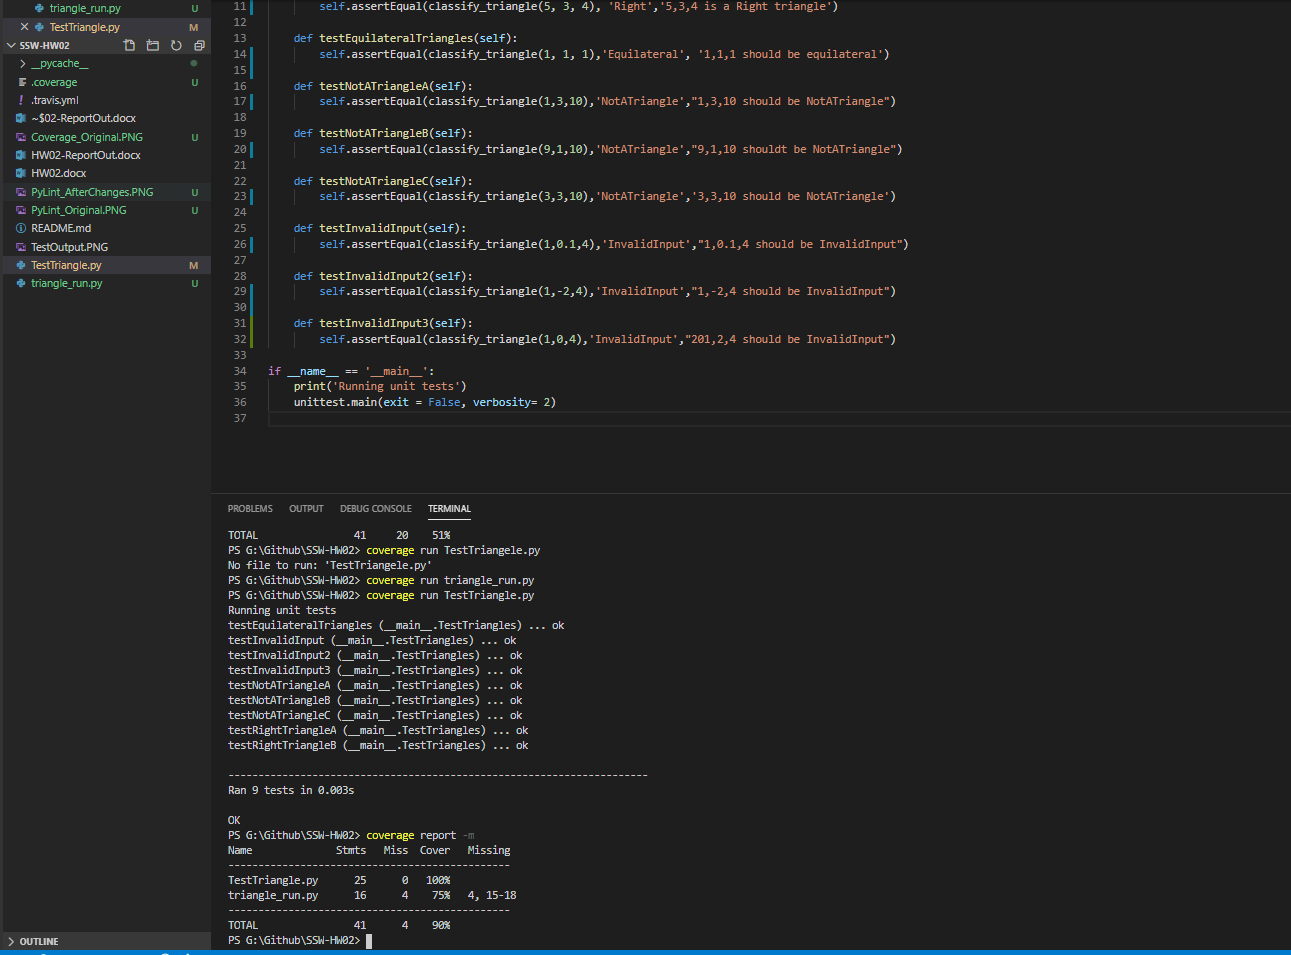 triangle_run.py U
TestTriangle.py M
SSW-HW02
__pycache__
.coverage U
.travis.yml
~$02-ReportOut.docx
Coverage_Original.PNG U
HW02-ReportOut.docx
HW02.docx
PyLint_AfterChanges.PNG U
PyLint_Original.PNG U
README.md
TestOutput.PNG
TestTriangle.py M
triangle_run.py U
OUTLINE
11 self.assertEqual(classify_triangle(5, 3, 4), 'Right','5,3,4 is a Right triangle')
12
13 def testEquilateralTriangles(self):
14 self.assertEqual(classify_triangle(1, 1, 1),'Equilateral', '1,1,1 should be equilateral')
15
16 def testNotATriangleA(self):
17 self.assertEqual(classify_triangle(1,3,10),'NotATriangle',"1,3,10 should be NotATriangle")
18
19 def testNotATriangleB(self):
20 self.assertEqual(classify_triangle(9,1,10),'NotATriangle',"9,1,10 shouldt be NotATriangle")
21
22 def testNotATriangleC(self):
23 self.assertEqual(classify_triangle(3,3,10),'NotATriangle','3,3,10 should be NotATriangle')
24
25 def testInvalidInput(self):
26 self.assertEqual(classify_triangle(1,0.1,4),'InvalidInput',"1,0.1,4 should be InvalidInput")
27
28 def testInvalidInput2(self):
29 self.assertEqual(classify_triangle(1,-2,4),'InvalidInput',"1,-2,4 should be InvalidInput")
30
31 def testInvalidInput3(self):
32 self.assertEqual(classify_triangle(1,0,4),'InvalidInput',"201,2,4 should be InvalidInput")
33
34 if __name__ == '__main__':
35 print('Running unit tests')
36 unittest.main(exit = False, verbosity= 2)
37
PROBLEMS OUTPUT DEBUG CONSOLE TERMINAL
TOTAL 41 20 51%
PS G:\Github\SSW-HW02> coverage run TestTriangele.py
No file to run: 'TestTriangele.py'
PS G:\Github\SSW-HW02> coverage run triangle_run.py
PS G:\Github\SSW-HW02> coverage run TestTriangle.py
Running unit tests
testEquilateralTriangles (__main__.TestTriangles) ... ok
testInvalidInput (__main__.TestTriangles) ... ok
testInvalidInput2 (__main__.TestTriangles) ... ok
testInvalidInput3 (__main__.TestTriangles) ... ok
testNotATriangleA (__main__.TestTriangles) ... ok
testNotATriangleB (__main__.TestTriangles) ... ok
testNotATriangleC (__main__.TestTriangles) ... ok
testRightTriangleA (__main__.TestTriangles) ... ok
testRightTriangleB (__main__.TestTriangles) ... ok
----------------------------------------------------------------------
Ran 9 tests in 0.003s
OK
PS G:\Github\SSW-HW02> coverage report -m
Name Stmts Miss Cover Missing
-----------------------------------------------
TestTriangle.py 25 0 100%
triangle_run.py 16 4 75% 4, 15-18
-----------------------------------------------
TOTAL 41 4 90%
PS G:\Github\SSW-HW02>